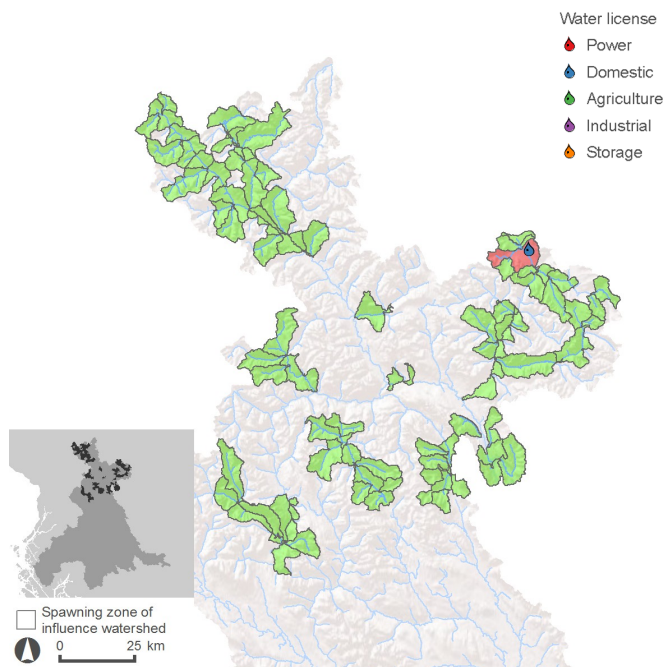 Water license
Power
Domestic
Agriculture
Industrial
Storage
Spawning zone of
influence watershed
0 25 km